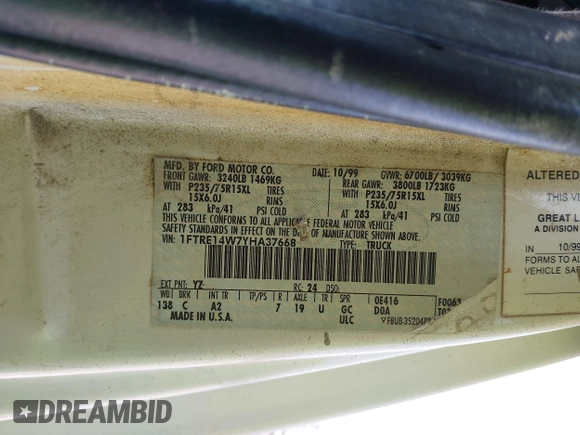 MFD. BY FORD MOTOR CO.
DATE: 10/99
GVWR: 6700LB/ 3039KG
FRONT GAWR: 3240LB 1469KG
REAR GAWR: 3800LB 1723KG
WITH P235/75R15XL TIRES
WITH P235/75R15XL TIRES
15X6.0J RIMS
15X6.0J RIMS
AT 283 kPa/41 PSI COLD
AT 283 kPa/41 PSI COLD
THIS VEHICLE CONFORMS TO ALL APPLICABLE FEDERAL MOTOR VEHICLE
SAFETY STANDARDS IN EFFECT ON THE DATE OF MANUFACTURE SHOWN ABOVE.
VIN: 1FTRE14W7YHA37668
TYPE: TRUCK
EXT PNT: YZ RC: 24 DSO:
WB BRK INT TR TP/PS R AXLE TR SPR
138 C A2 7 19 U GC
ULC
0E416
D0A
F0063
MADE IN U.S.A.
ALTERED
GREAT L
A DIVISION
10/99
FORMS TO A
VEHICLE SAF
DREAMBID